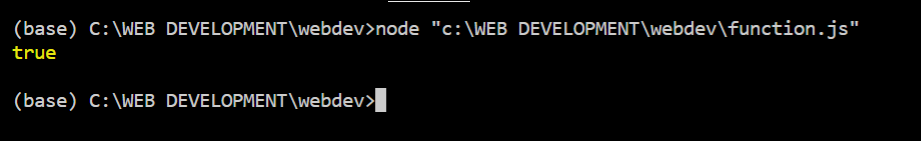 (base) C:\WEB DEVELOPMENT\webdev>node "c:\WEB DEVELOPMENT\webdev\function.js"
true
(base) C:\WEB DEVELOPMENT\webdev>